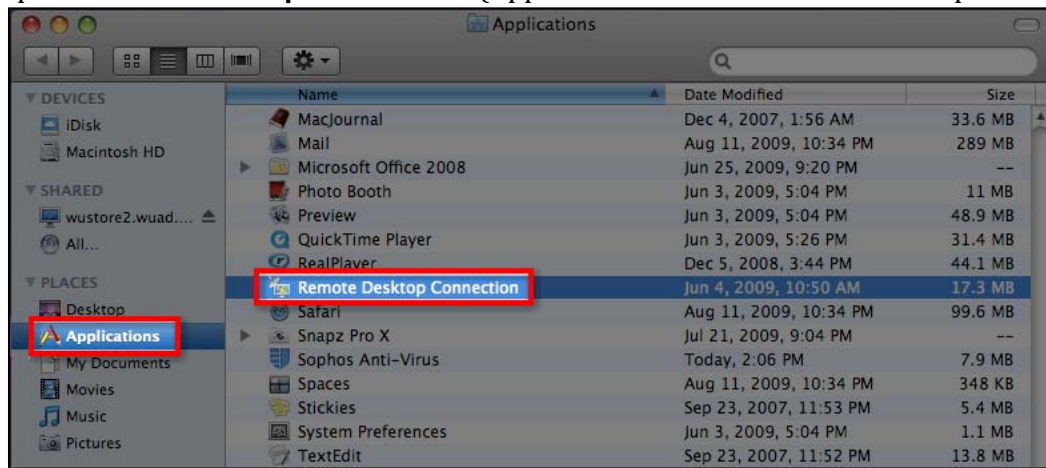 Applications
DEVICES
iDisk
Macintosh HD
SHARED
wustore2.wuad....
All...
PLACES
Desktop
Applications
My Documents
Movies
Music
Pictures
Name Date Modified Size
MacJournal Dec 4, 2007, 1:56 AM 33.6 MB
Mail Aug 11, 2009, 10:34 PM 289 MB
Microsoft Office 2008 Jun 25, 2009, 9:20 PM --
Photo Booth Jun 3, 2009, 5:04 PM 11 MB
Preview Jun 3, 2009, 5:04 PM 48.9 MB
QuickTime Player Jun 3, 2009, 5:26 PM 31.4 MB
RealPlayer Dec 5, 2008, 3:44 PM 44.1 MB
Remote Desktop Connection Jun 4, 2009, 10:50 AM 17.3 MB
Safari Aug 11, 2009, 10:34 PM 99.6 MB
Snapz Pro X Jul 21, 2009, 9:04 PM --
Sophos Anti-Virus Today, 2:06 PM 7.9 MB
Spaces Aug 11, 2009, 10:34 PM 348 KB
Stickies Sep 23, 2007, 11:53 PM 5.4 MB
System Preferences Jun 3, 2009, 5:04 PM 1.1 MB
TextEdit Sep 23, 2007, 11:52 PM 13.8 MB